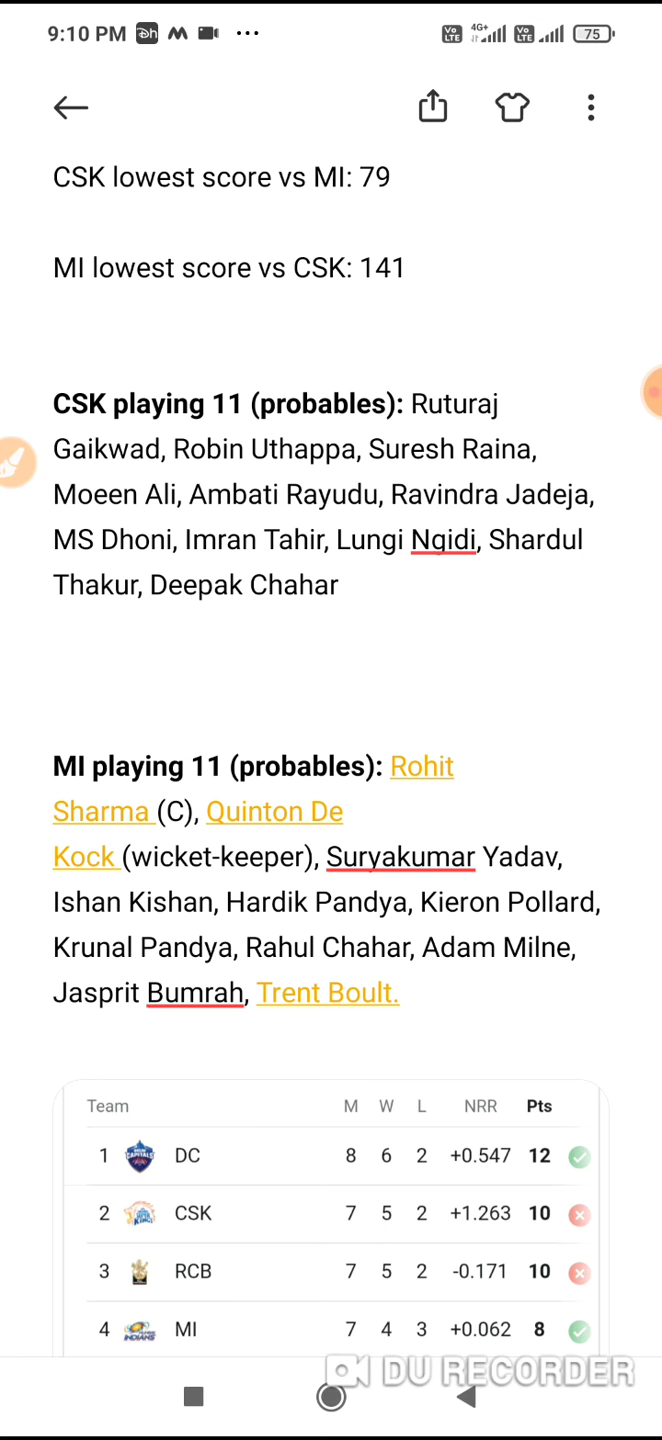 9:10 PM
Vo LTE 4G+ Vo LTE 75
CSK lowest score vs MI: 79
MI lowest score vs CSK: 141
CSK playing 11 (probables): Ruturaj
Gaikwad, Robin Uthappa, Suresh Raina,
Moeen Ali, Ambati Rayudu, Ravindra Jadeja,
MS Dhoni, Imran Tahir, Lungi Ngidi, Shardul
Thakur, Deepak Chahar
MI playing 11 (probables): Rohit
Sharma (C), Quinton De
Kock (wicket-keeper), Suryakumar Yadav,
Ishan Kishan, Hardik Pandya, Kieron Pollard,
Krunal Pandya, Rahul Chahar, Adam Milne,
Jasprit Bumrah, Trent Boult.
Team M W L NRR Pts
1 DC 8 6 2 +0.547 12
2 CSK 7 5 2 +1.263 10
3 RCB 7 5 2 -0.171 10
4 MI 7 4 3 +0.062 8
DU RECORDER